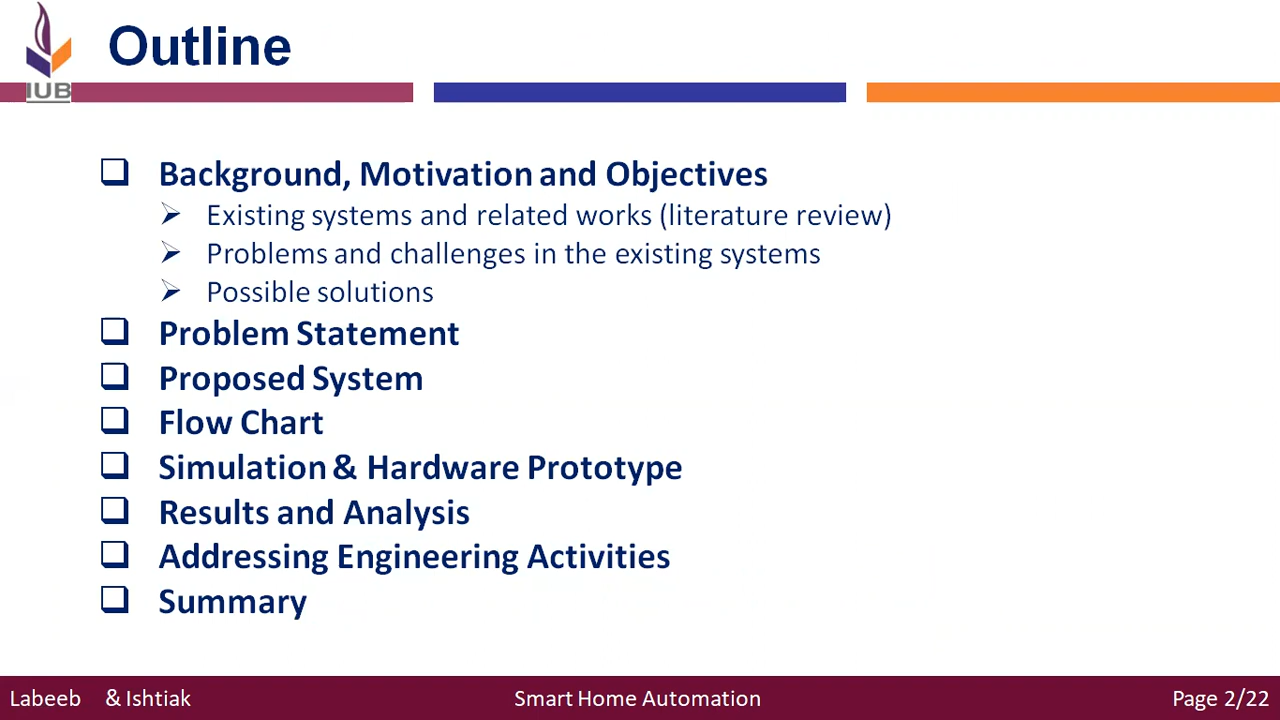 Outline
IUB
Background, Motivation and Objectives
Existing systems and related works (literature review)
Problems and challenges in the existing systems
Possible solutions
Problem Statement
Proposed System
Flow Chart
Simulation & Hardware Prototype
Results and Analysis
Addressing Engineering Activities
Summary
Labeeb & Ishtiak
Smart Home Automation
Page 2/22